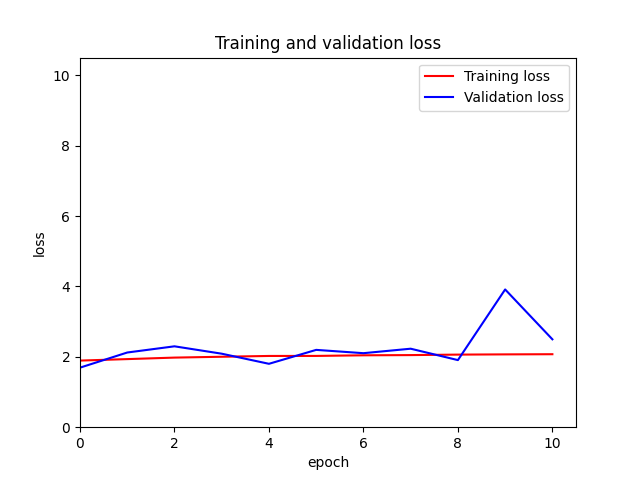 Training and validation loss
Training loss
Validation loss
10
8
6
4
2
0
loss
0 2 4 6 8 10
epoch